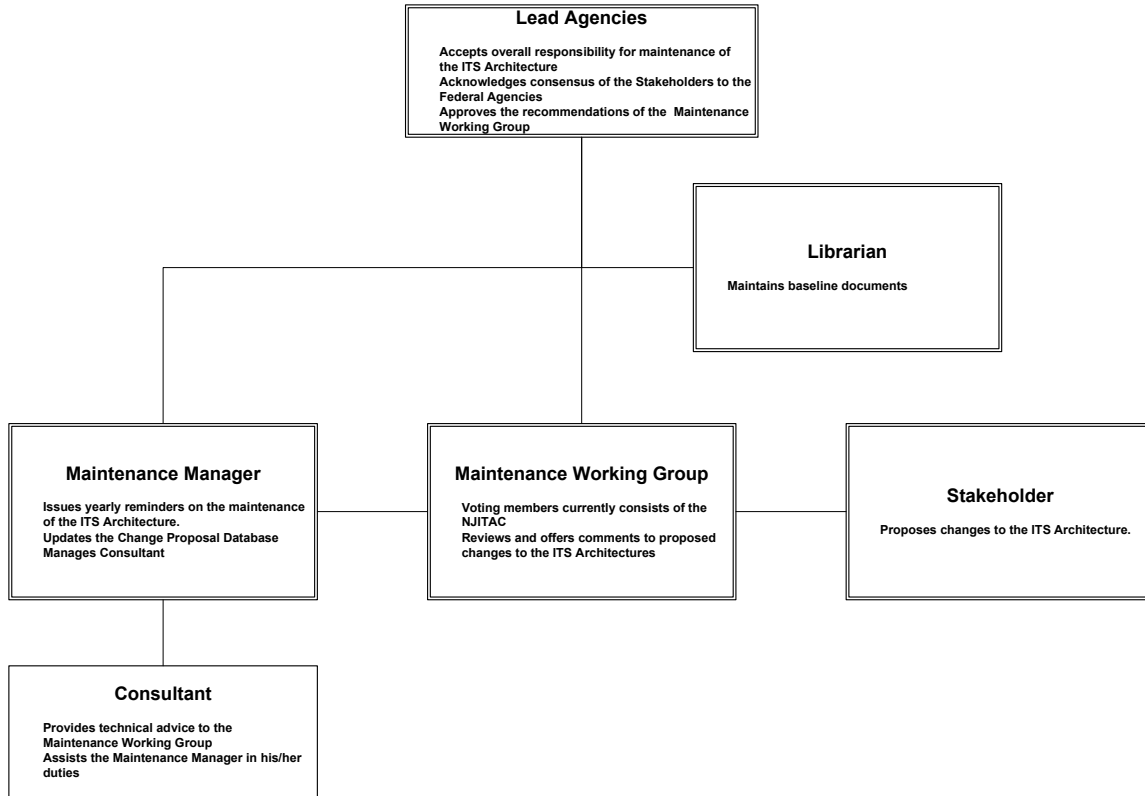 Lead Agencies
Accepts overall responsibility for maintenance of
the ITS Architecture
Acknowledges consensus of the Stakeholders to the
Federal Agencies
Approves the recommendations of the Maintenance
Working Group
Librarian
Maintains baseline documents
Maintenance Manager
Issues yearly reminders on the maintenance
of the ITS Architecture.
Updates the Change Proposal Database
Manages Consultant
Maintenance Working Group
Voting members currently consists of the
NJITAC
Reviews and offers comments to proposed
changes to the ITS Architectures
Stakeholder
Proposes changes to the ITS Architecture.
Consultant
Provides technical advice to the
Maintenance Working Group
Assists the Maintenance Manager in his/her
duties